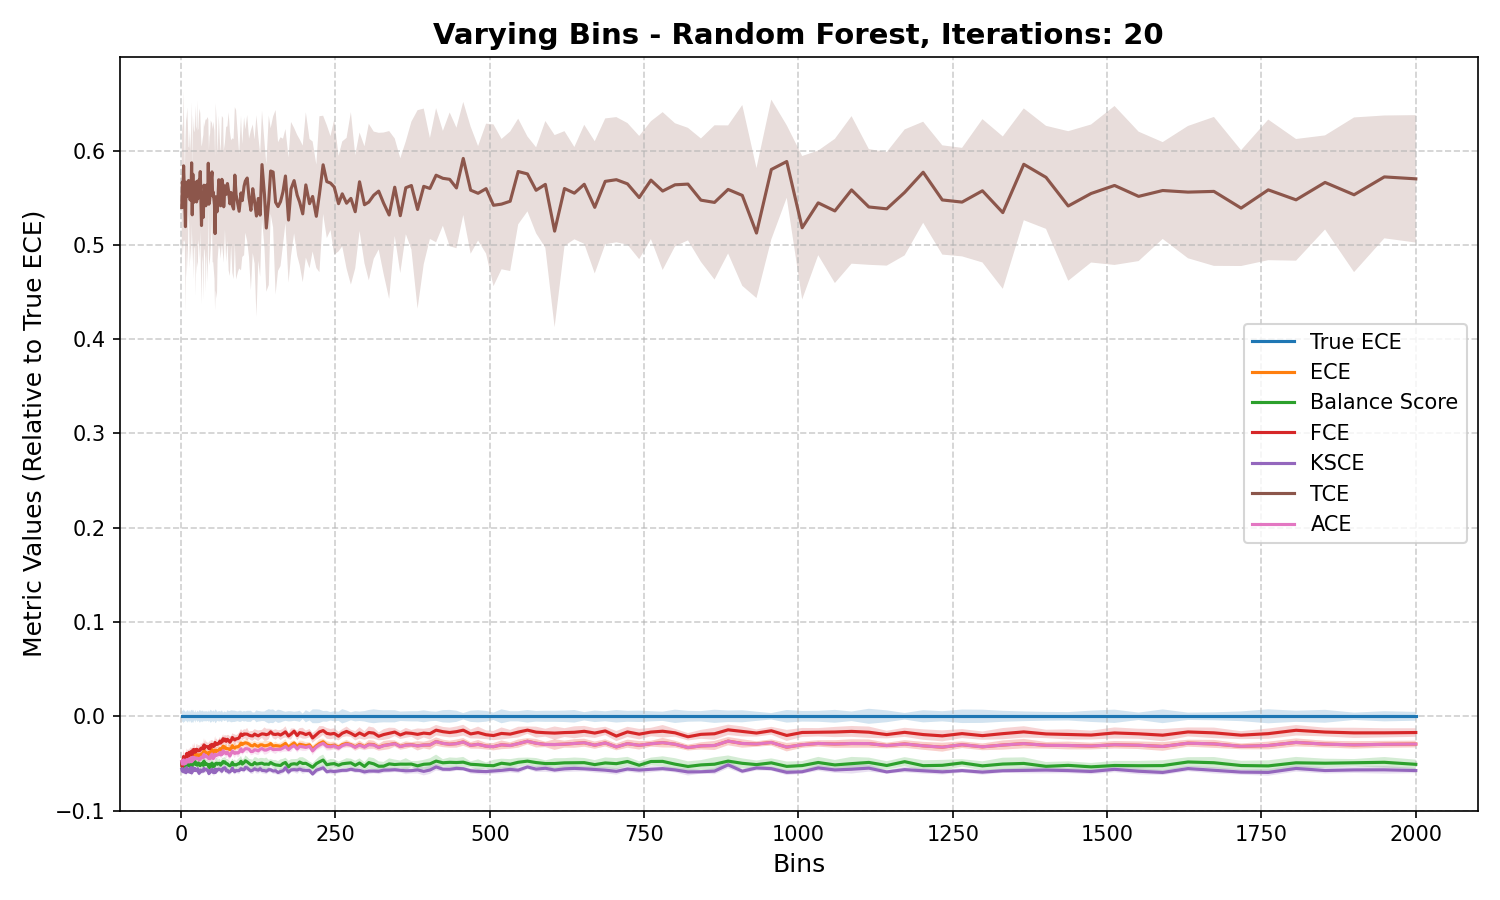 Varying Bins - Random Forest, Iterations: 20
Metric Values (Relative to True ECE)
0.6
0.5
0.4
0.3
0.2
0.1
0.0
−0.1
True ECE
ECE
Balance Score
FCE
KSCE
TCE
ACE
0 250 500 750 1000 1250 1500 1750 2000
Bins